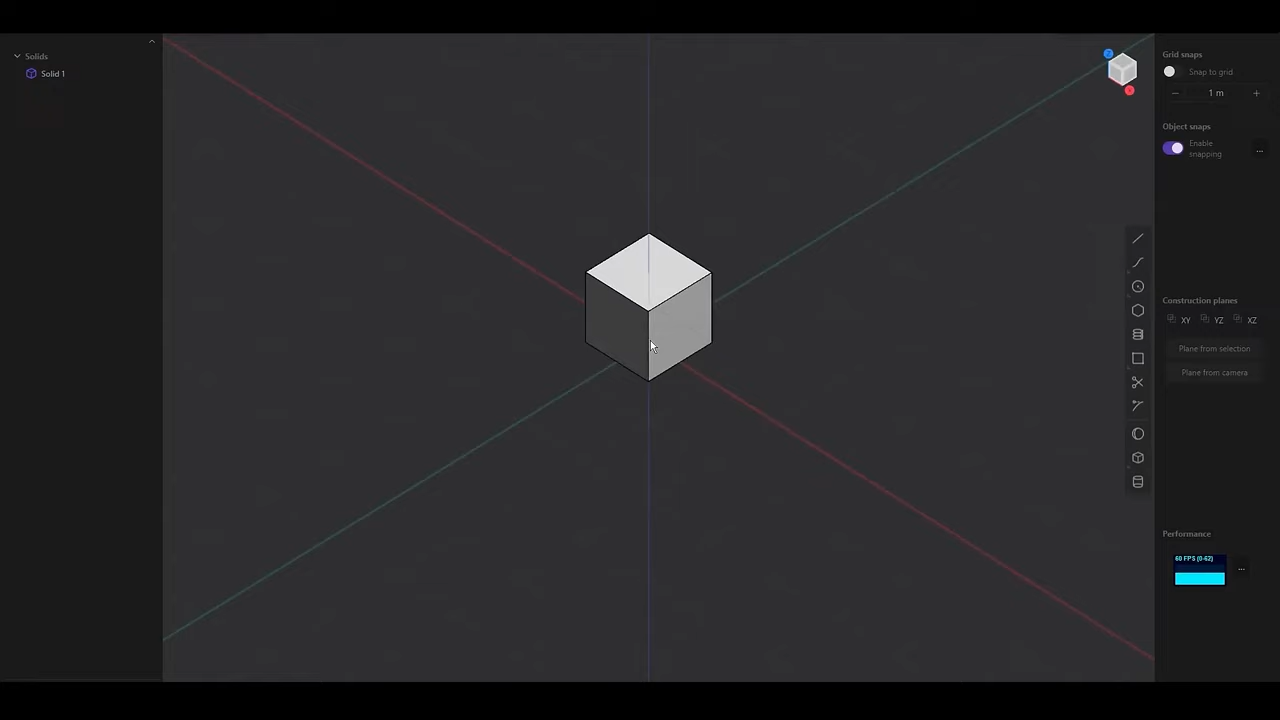 Solids
Solid 1
Z
X
Grid snaps
Snap to grid
1 m
Object snaps
Enable
snapping
...
Construction planes
XY YZ XZ
Plane from selection
Plane from camera
Performance
60 FPS (0-62)
...